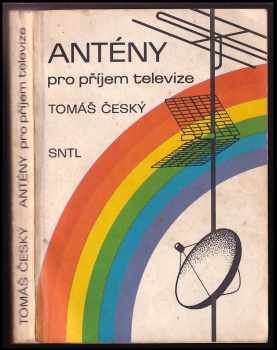 ANTÉNY
pro příjem televize
TOMÁŠ ČESKÝ
SNTL
TOMÁŠ ČESKÝ ANTÉNY pro příjem televize